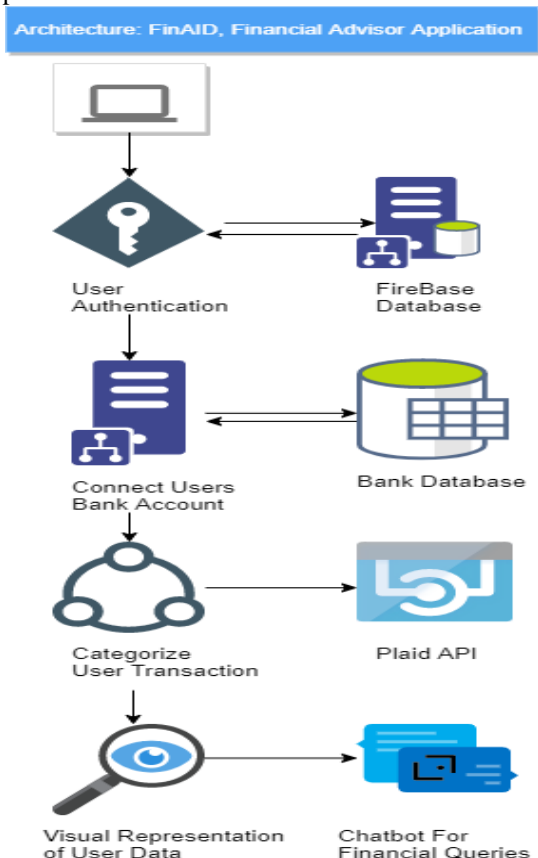 Architecture: FinAID, Financial Advisor Application
User
Authentication
FireBase
Database
Connect Users
Bank Account
Bank Database
Categorize
User Transaction
Plaid API
Visual Representation
of User Data
Chatbot For
Financial Queries